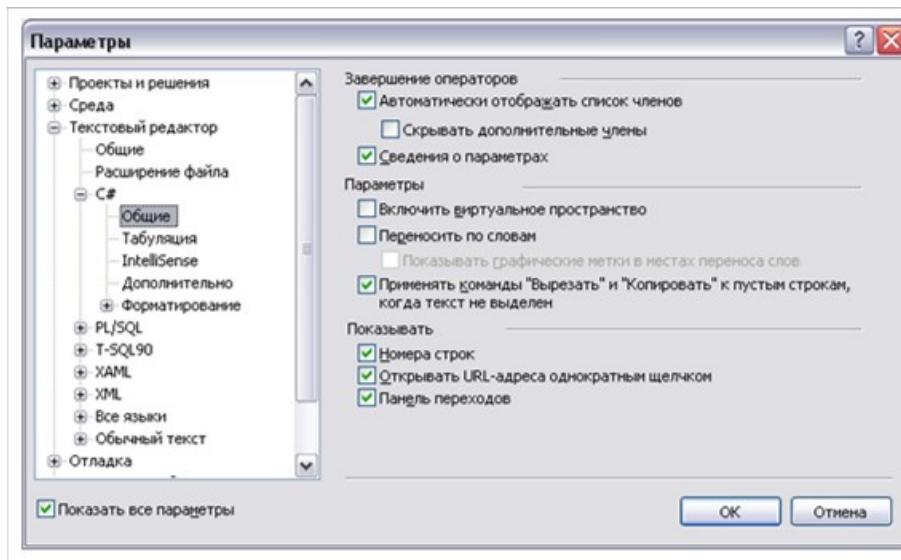 Параметры
Проекты и решения
Среда
Текстовый редактор
Общие
Расширение файла
C#
Общие
Табуляция
IntelliSense
Дополнительно
Форматирование
PL/SQL
T-SQL90
XAML
XML
Все языки
Обычный текст
Отладка
Показать все параметры
Завершение операторов
Автоматически отображать список членов
Скрывать дополнительные члены
Сведения о параметрах
Параметры
Включить виртуальное пространство
Переносить по словам
Показывать графические метки в местах переноса слов
Применять команды "Вырезать" и "Копировать" к пустым строкам,
когда текст не выделен
Показывать
Номера строк
Открывать URL-адреса однократным щелчком
Панель переходов
OK
Отмена